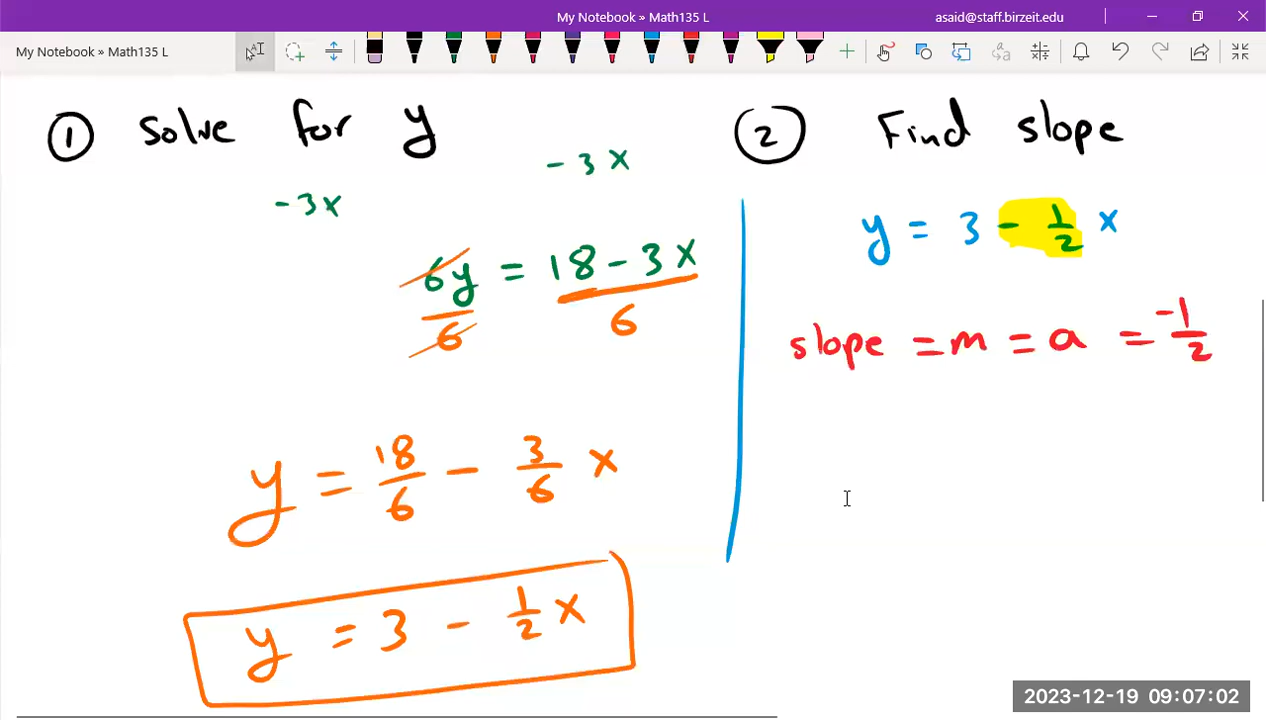 My Notebook » Math135 L
asaid@staff.birzeit.edu
My Notebook » Math135 L
① Solve for y
- 3x
- 3x
6y/6 = (18 - 3x)/6
y = 18/6 - 3/6 x
y = 3 - 1/2 x
② Find slope
y = 3 - 1/2 x
slope = m = a = -1/2
2023-12-19 09:07:02